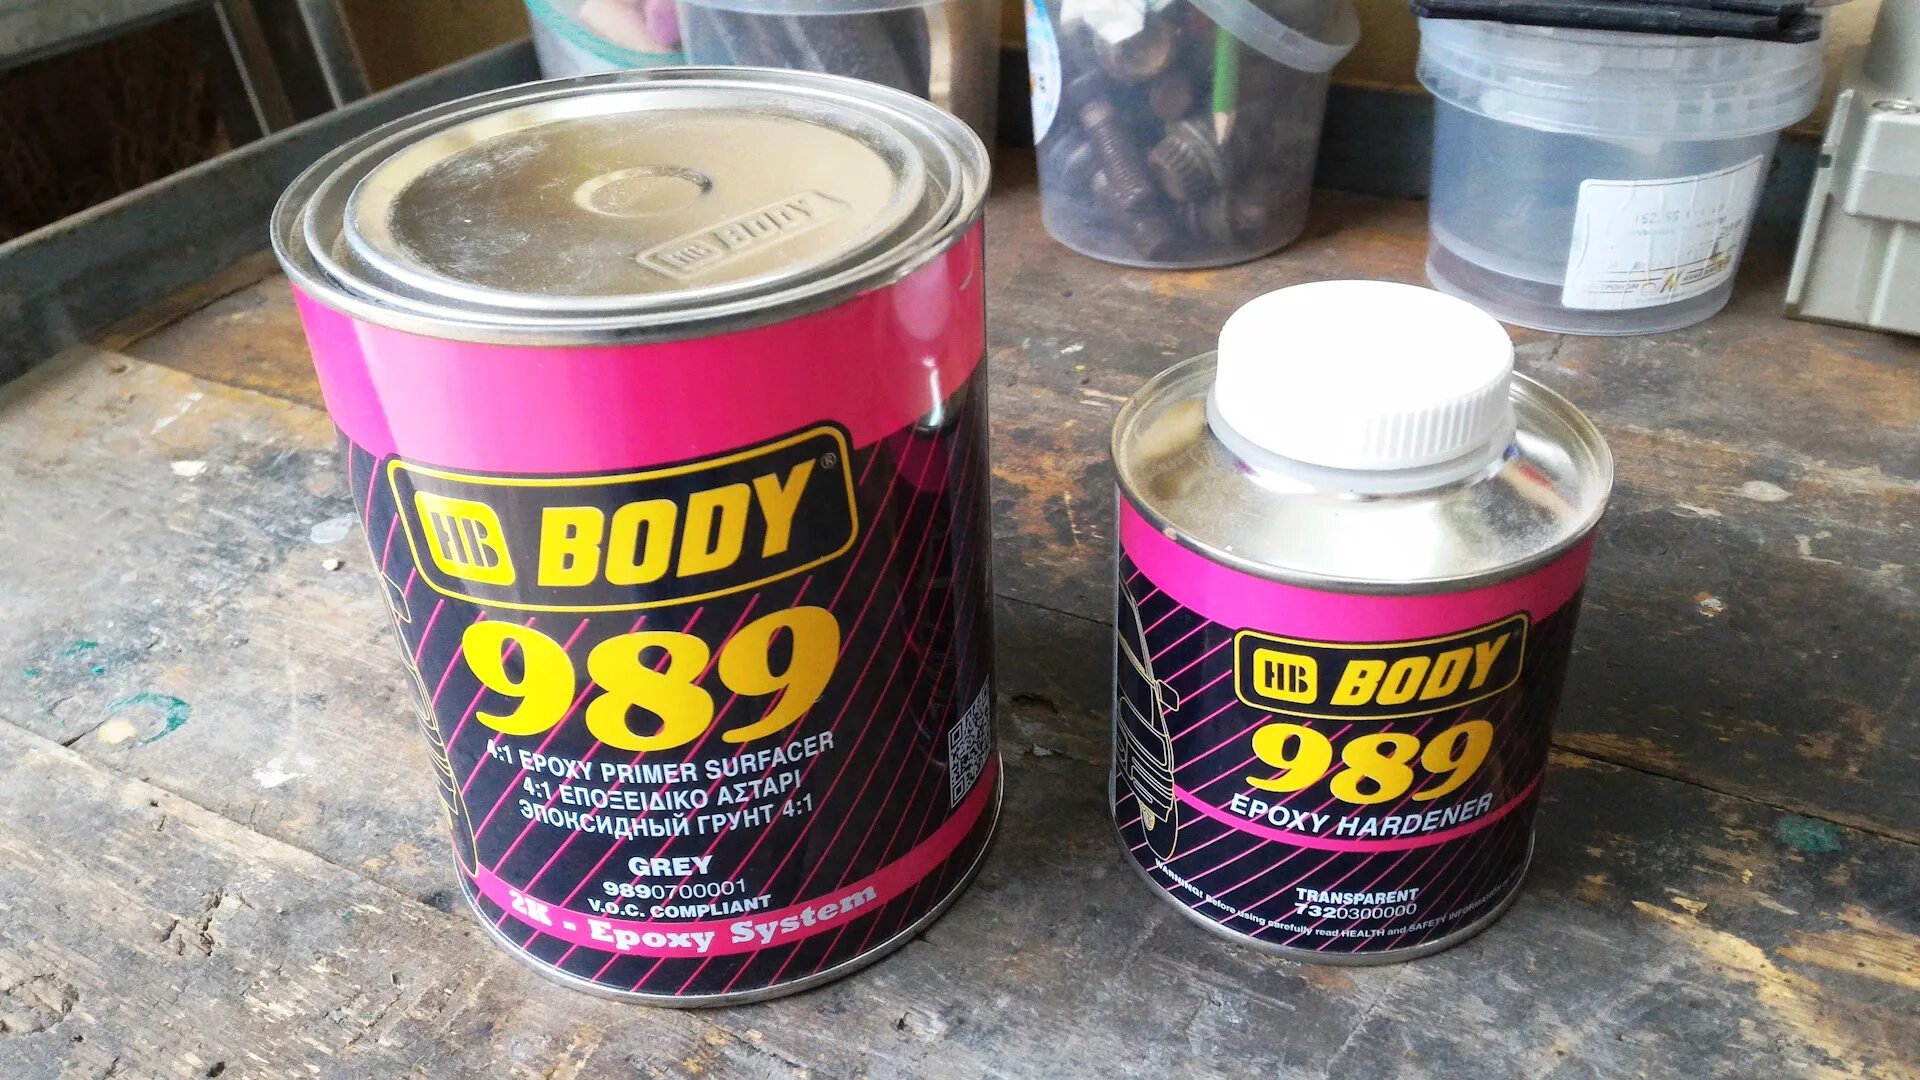 HB BODY
HB BODY®
989
4:1 EPOXY PRIMER SURFACER
4:1 ΕΠΟΞΕΙΔΙΚΟ ΑΣΤΑΡΙ
ЭПОКСИДНЫЙ ГРУНТ 4:1
GREY
9890700001
V.O.C. COMPLIANT
2K - Epoxy System
HB BODY
989
EPOXY HARDENER
TRANSPARENT
7320300000
WARNING! Before using carefully read HEALTH and SAFETY INFORMATION